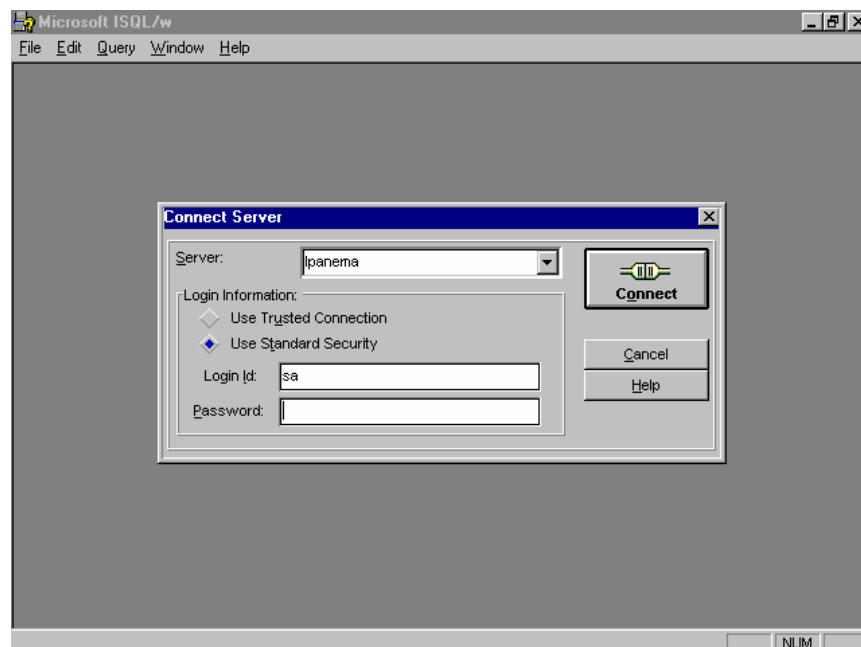 Microsoft ISQL/w
File Edit Query Window Help
Connect Server
Server: Ipanema
Connect
Login Information:
Use Trusted Connection
Use Standard Security
Cancel
Login Id: sa
Help
Password:
NUM